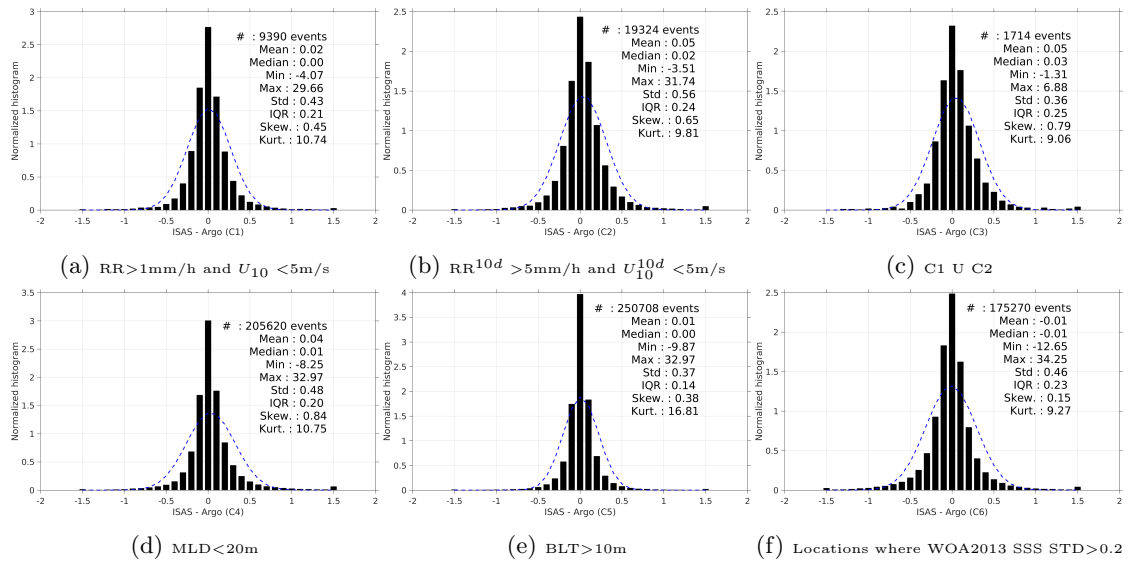 3
2.5
2
1.5
1
0.5
0
Normalized histogram
# : 9390 events
Mean : 0.02
Median : 0.00
Min : -4.07
Max : 29.66
Std : 0.43
IQR : 0.21
Skew. : 0.45
Kurt. : 10.74
-2 -1.5 -1 -0.5 0 0.5 1 1.5 2
ISAS - Argo (C1)
(a) RR>1mm/h and U10 <5m/s
2.5
2
1.5
1
0.5
0
Normalized histogram
# : 19324 events
Mean : 0.05
Median : 0.02
Min : -3.51
Max : 31.74
Std : 0.56
IQR : 0.24
Skew. : 0.65
Kurt. : 9.81
-2 -1.5 -1 -0.5 0 0.5 1 1.5 2
ISAS - Argo (C2)
(b) RR10d >5mm/h and U10 10d <5m/s
2.5
2
1.5
1
0.5
0
Normalized histogram
# : 1714 events
Mean : 0.05
Median : 0.03
Min : -1.31
Max : 6.88
Std : 0.36
IQR : 0.25
Skew. : 0.79
Kurt. : 9.06
-2 -1.5 -1 -0.5 0 0.5 1 1.5 2
ISAS - Argo (C3)
(c) C1 U C2
3.5
3
2.5
2
1.5
1
0.5
0
Normalized histogram
# : 205620 events
Mean : 0.04
Median : 0.01
Min : -8.25
Max : 32.97
Std : 0.48
IQR : 0.20
Skew. : 0.84
Kurt. : 10.75
-2 -1.5 -1 -0.5 0 0.5 1 1.5 2
ISAS - Argo (C4)
(d) MLD<20m
4
3.5
3
2.5
2
1.5
1
0.5
0
Normalized histogram
# : 250708 events
Mean : 0.01
Median : 0.00
Min : -9.87
Max : 32.97
Std : 0.37
IQR : 0.14
Skew. : 0.38
Kurt. : 16.81
-2 -1.5 -1 -0.5 0 0.5 1 1.5 2
ISAS - Argo (C5)
(e) BLT>10m
2.5
2
1.5
1
0.5
0
Normalized histogram
# : 175270 events
Mean : -0.01
Median : -0.01
Min : -12.65
Max : 34.25
Std : 0.46
IQR : 0.23
Skew. : 0.15
Kurt. : 9.27
-2 -1.5 -1 -0.5 0 0.5 1 1.5 2
ISAS - Argo (C6)
(f) Locations where WOA2013 SSS STD>0.2